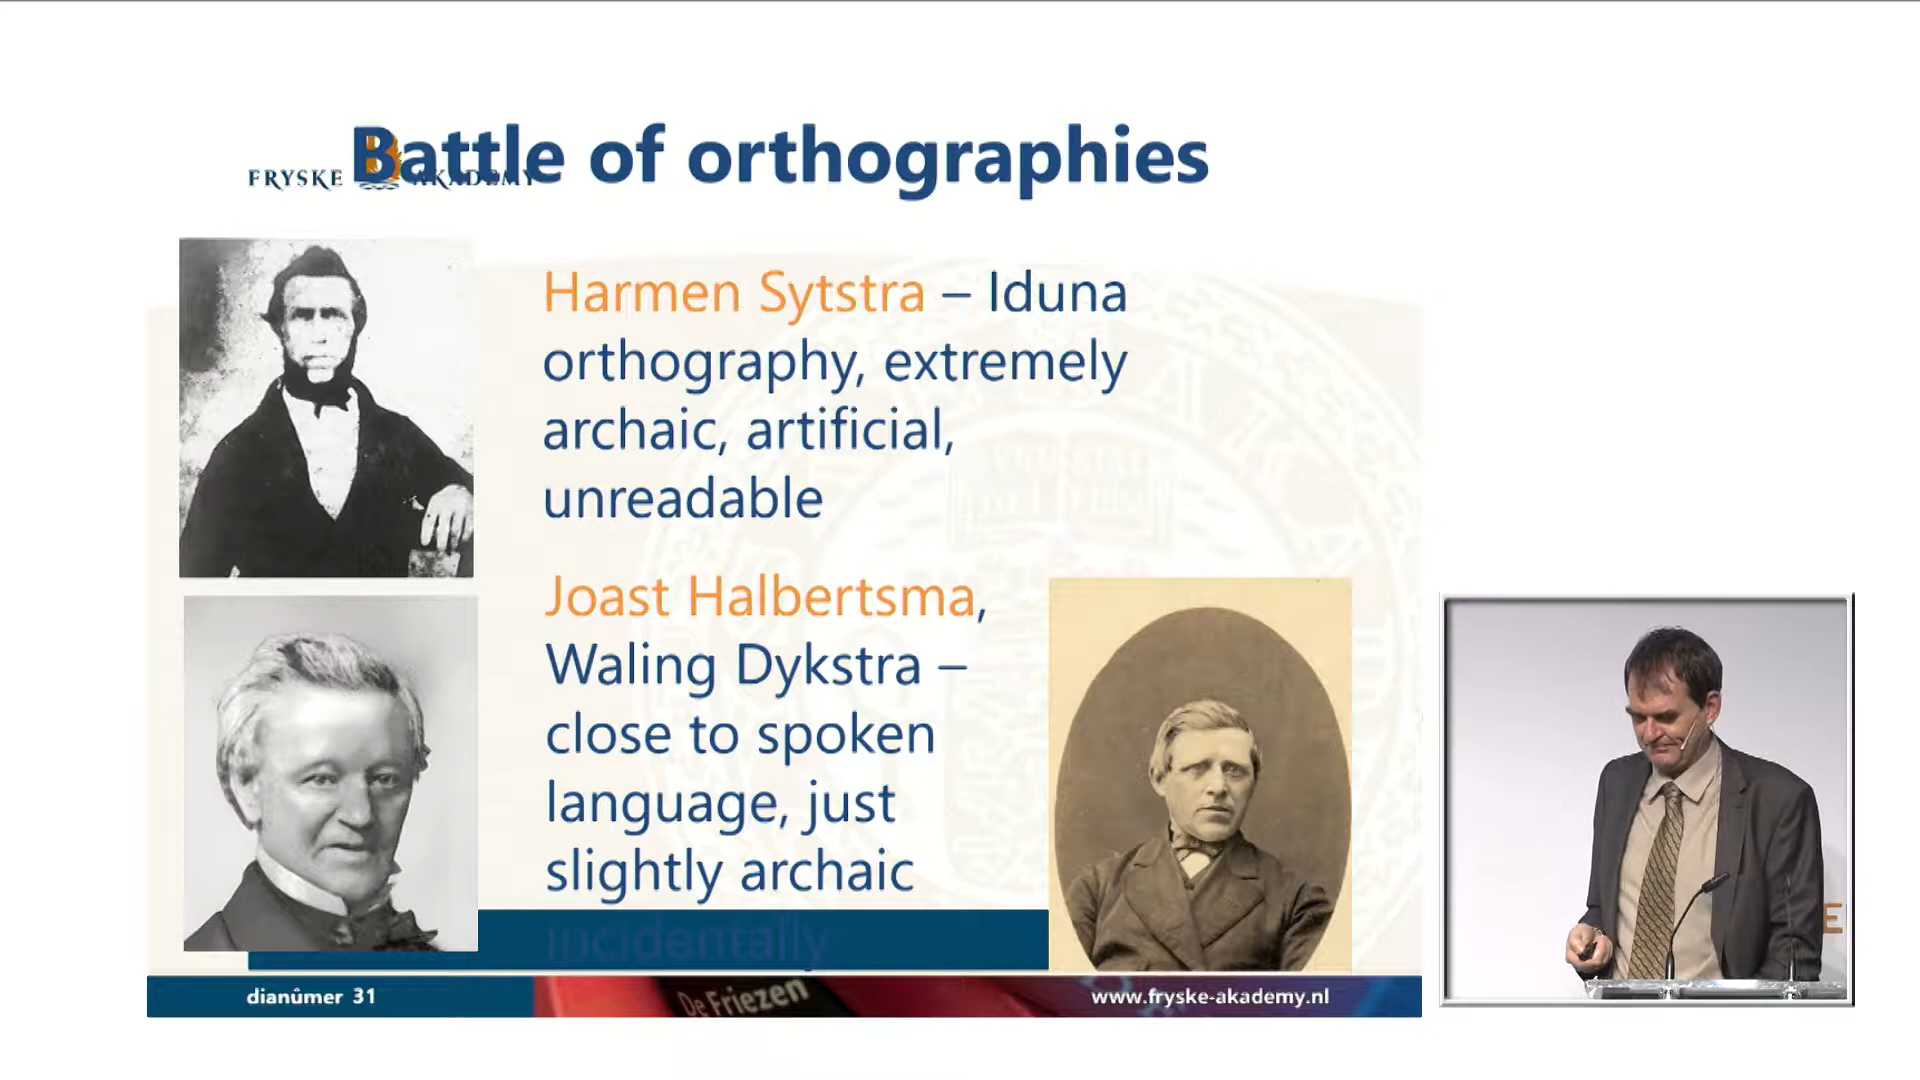 Battle of orthographies
FRYSKE AKADEMY
Harmen Sytstra – Iduna
orthography, extremely
archaic, artificial,
unreadable
Joast Halbertsma,
Waling Dykstra –
close to spoken
language, just
slightly archaic
incidentally
dianûmer 31
De Friezen
www.fryske-akademy.nl
E